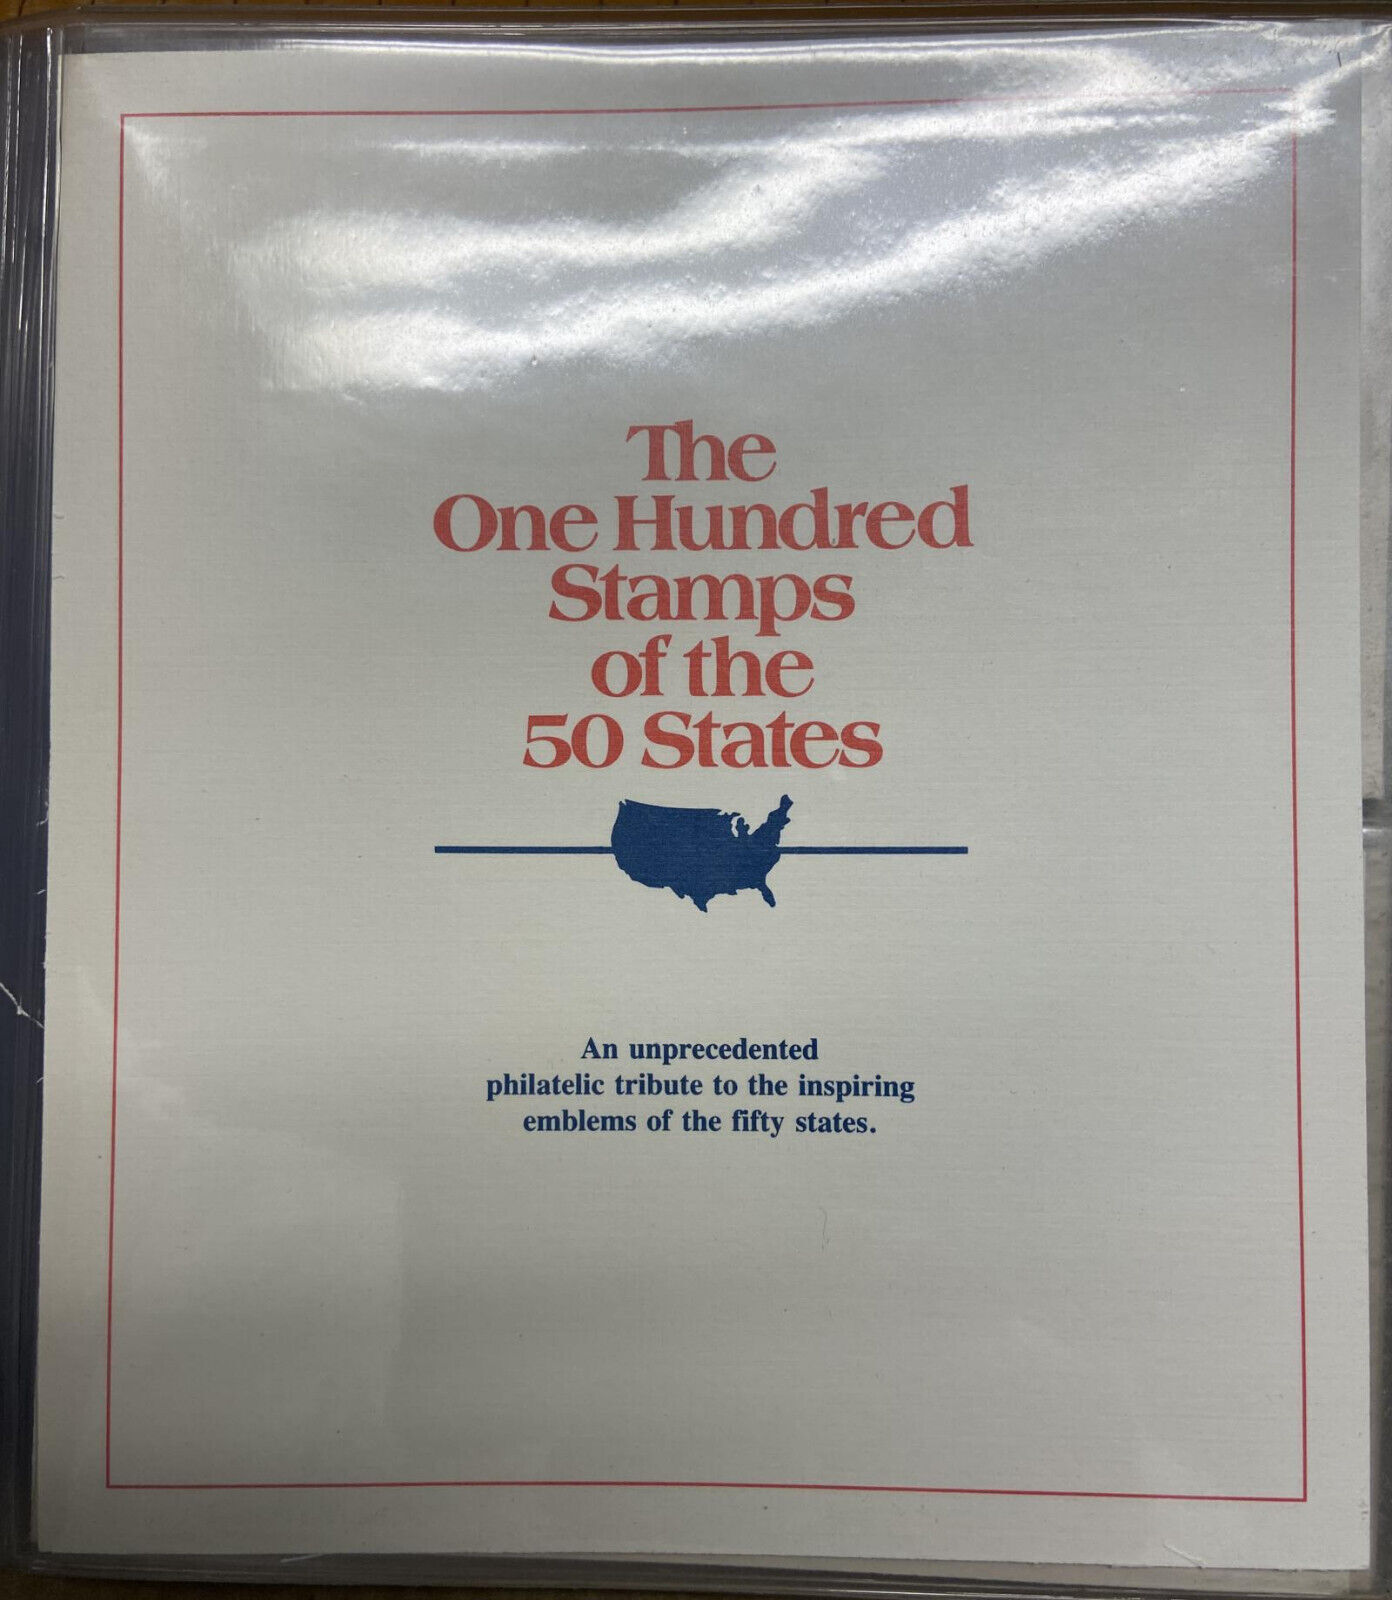 The
One Hundred
Stamps
of the
50 States
An unprecedented
philatelic tribute to the inspiring
emblems of the fifty states.